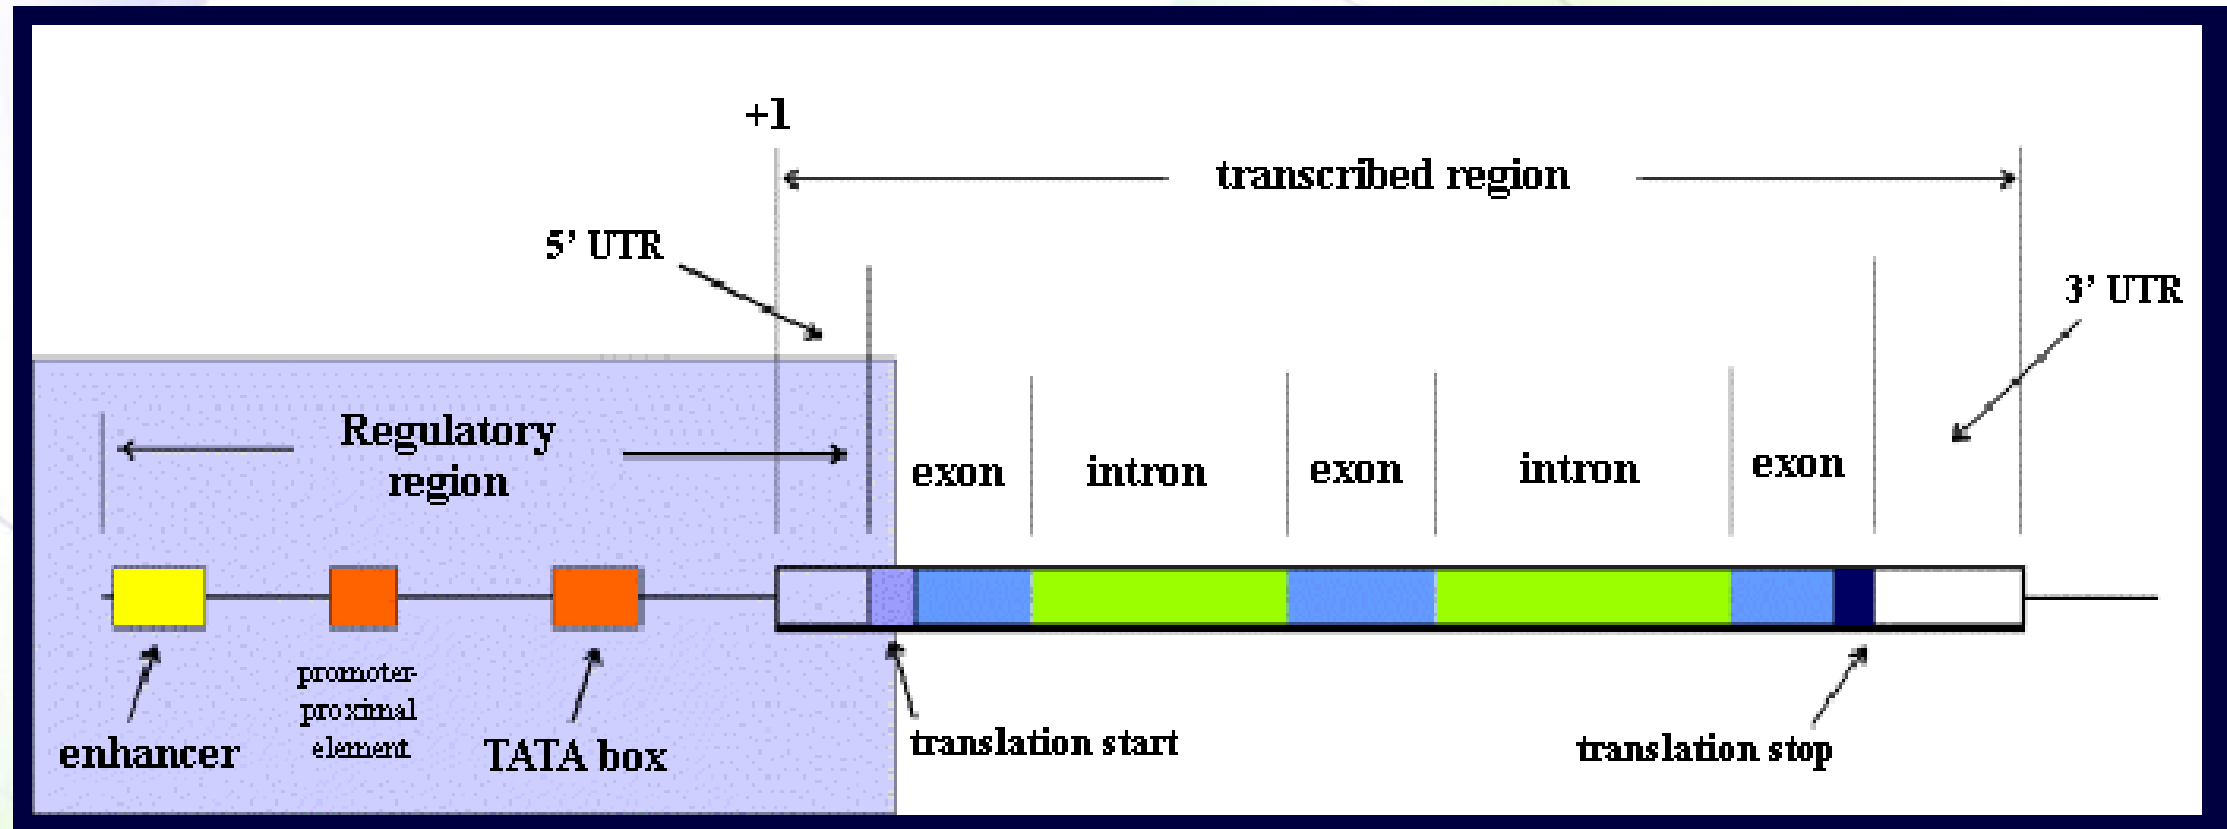 +1
transcribed region
5’ UTR
3’ UTR
Regulatory
region
exon
intron
exon
intron
exon
promoter-
proximal
element
enhancer
TATA box
translation start
translation stop